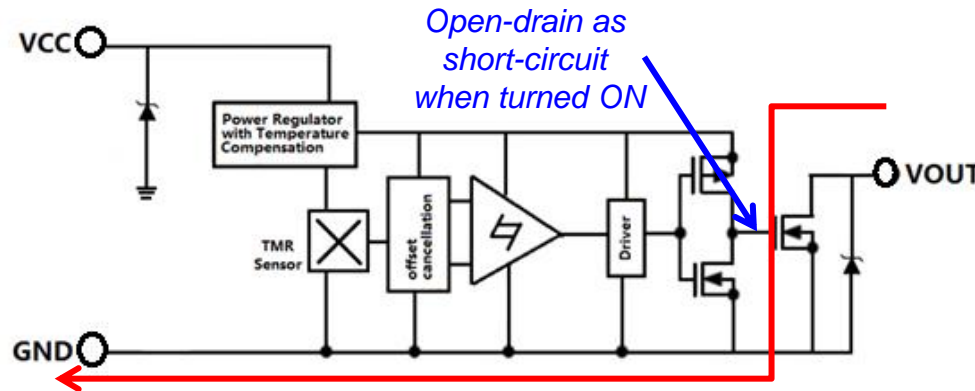 Open-drain as
short-circuit
when turned ON
VCC
Power Regulator
with Temperature
Compensation
VOUT
TMR
Sensor
offset
cancellation
Driver
GND